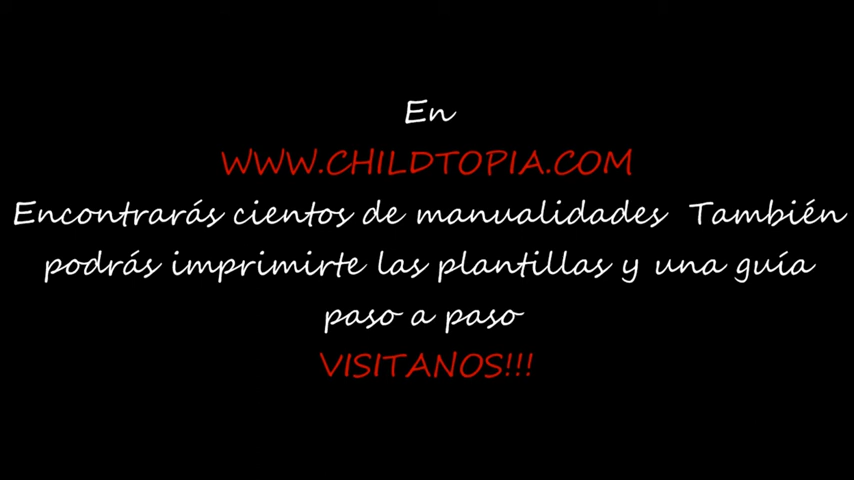 En
WWW.CHILDTOPIA.COM
Encontrarás cientos de manualidades También
podrás imprimirte las plantillas y una guía
paso a paso
VISITANOS!!!